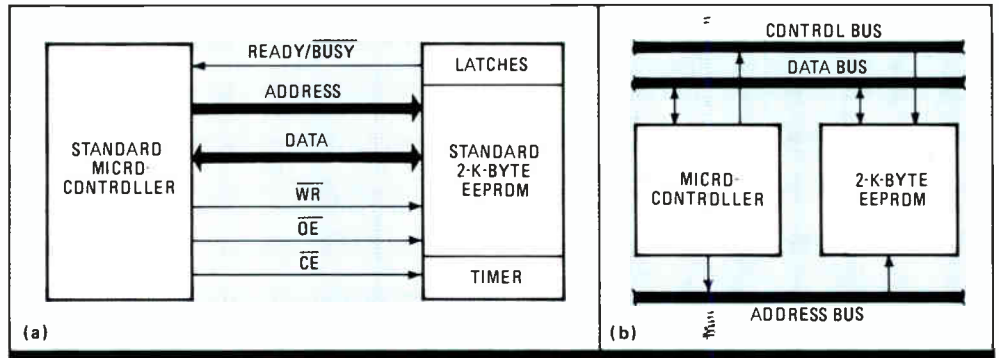 READY/BUSY
LATCHES
ADDRESS
DATA
STANDARD
MICRO-
CONTROLLER
STANDARD
2-K-BYTE
EEPROM
WR
OE
CE
TIMER
(a)
CONTROL BUS
DATA BUS
MICRO-
CONTROLLER
2-K-BYTE
EEPROM
ADDRESS BUS
(b)